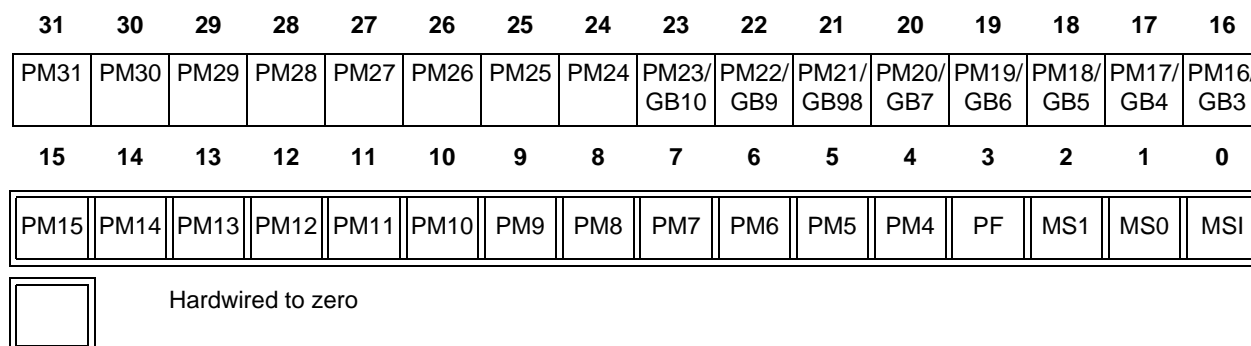 31 30 29 28 27 26 25 24 23 22 21 20 19 18 17 16
PM31 PM30 PM29 PM28 PM27 PM26 PM25 PM24 PM23/ PM22/ PM21/ PM20/ PM19/ PM18/ PM17/ PM16/
GB10 GB9 GB98 GB7 GB6 GB5 GB4 GB3
15 14 13 12 11 10 9 8 7 6 5 4 3 2 1 0
PM15 PM14 PM13 PM12 PM11 PM10 PM9 PM8 PM7 PM6 PM5 PM4 PF MS1 MS0 MSI
Hardwired to zero